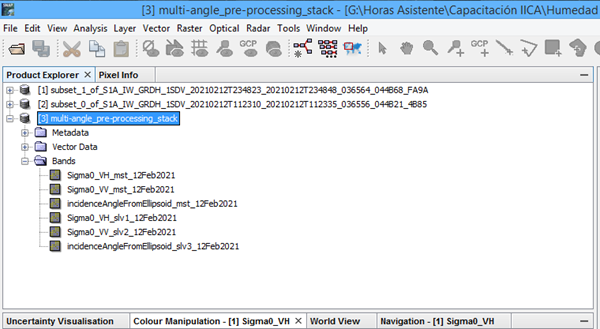 [3] multi-angle_pre-processing_stack - [G:\Horas Asistente\Capacitación IICA\Humedad
File Edit View Analysis Layer Vector Raster Optical Radar Tools Window Help
GCP
Product Explorer × Pixel Info
[1] subset_1_of_S1A_IW_GRDH_1SDV_20210212T234823_20210212T234848_036564_044B68_FA9A
[2] subset_0_of_S1A_IW_GRDH_1SDV_20210212T112310_20210212T112335_036556_044B21_4B85
[3] multi-angle_pre-processing_stack
Metadata
Vector Data
Bands
Sigma0_VH_mst_12Feb2021
Sigma0_VV_mst_12Feb2021
incidenceAngleFromEllipsoid_mst_12Feb2021
Sigma0_VH_slv1_12Feb2021
Sigma0_VV_slv2_12Feb2021
incidenceAngleFromEllipsoid_slv3_12Feb2021
Uncertainty Visualisation Colour Manipulation - [1] Sigma0_VH × World View Navigation - [1] Sigma0_VH